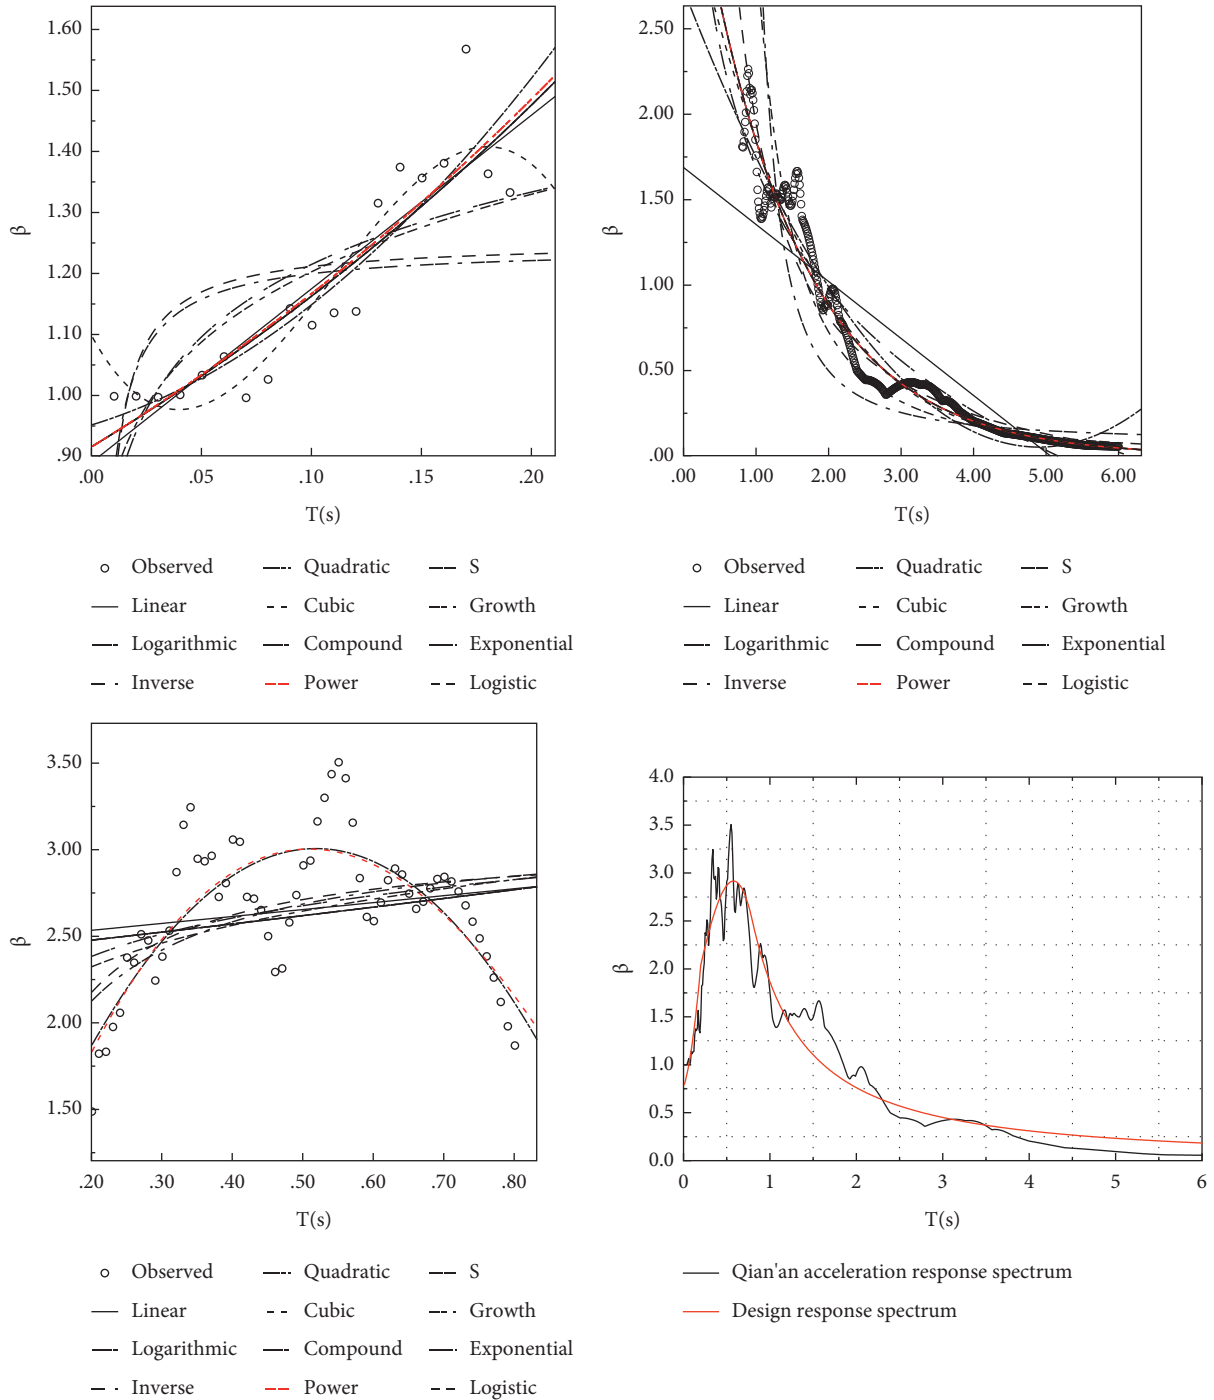 1.60
1.50
1.40
1.30
1.20
1.10
1.00
.90
β
.00 .05 .10 .15 .20
T(s)
Observed Quadratic S
Linear Cubic Growth
Logarithmic Compound Exponential
Inverse Power Logistic
2.50
2.00
1.50
1.00
0.50
.00
β
0.00 1.00 2.00 3.00 4.00 5.00 6.00
T(s)
Observed Quadratic S
Linear Cubic Growth
Logarithmic Compound Exponential
Inverse Power Logistic
3.50
3.00
2.50
2.00
1.50
β
.20 .30 .40 .50 .60 .70 .80
T(s)
Observed Quadratic S
Linear Cubic Growth
Logarithmic Compound Exponential
Inverse Power Logistic
4.0
3.5
3.0
2.5
2.0
1.5
1.0
0.5
0.0
β
0 1 2 3 4 5 6
T(s)
Qian'an acceleration response spectrum
Design response spectrum